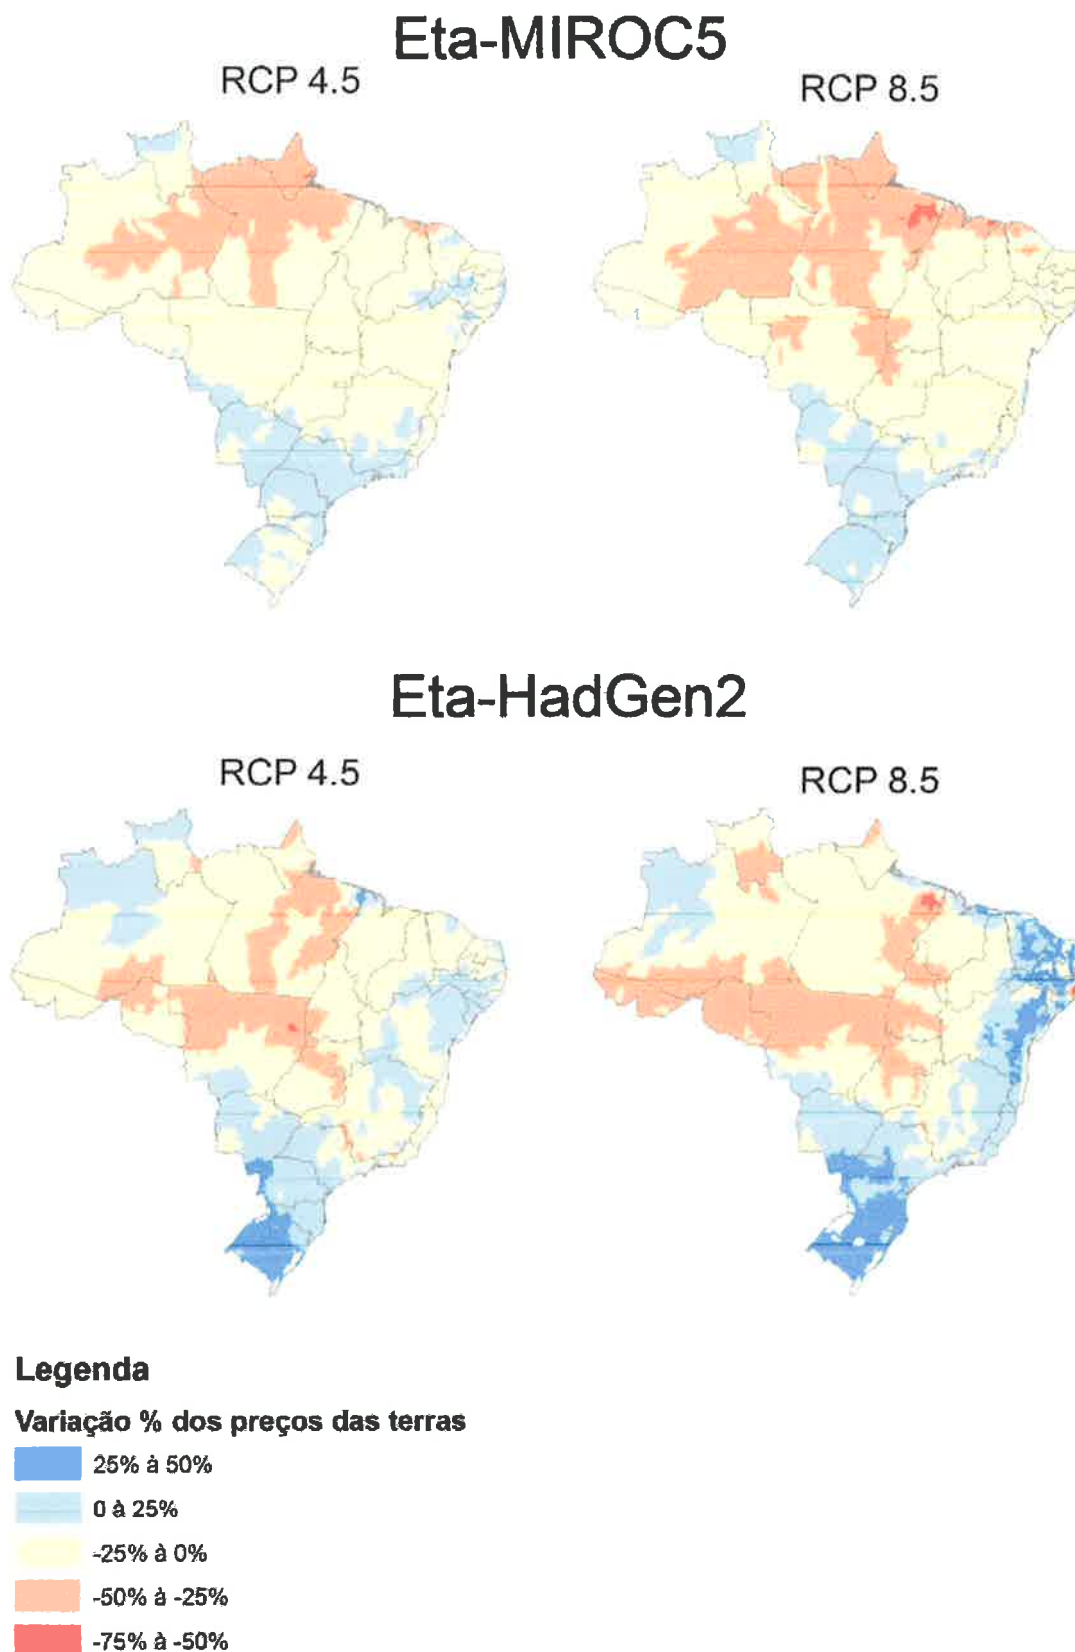 Eta-MIROC5
RCP 4.5
RCP 8.5
Eta-HadGen2
RCP 4.5
RCP 8.5
Legenda
Variação % dos preços das terras
25% à 50%
0 à 25%
-25% à 0%
-50% à -25%
-75% à -50%